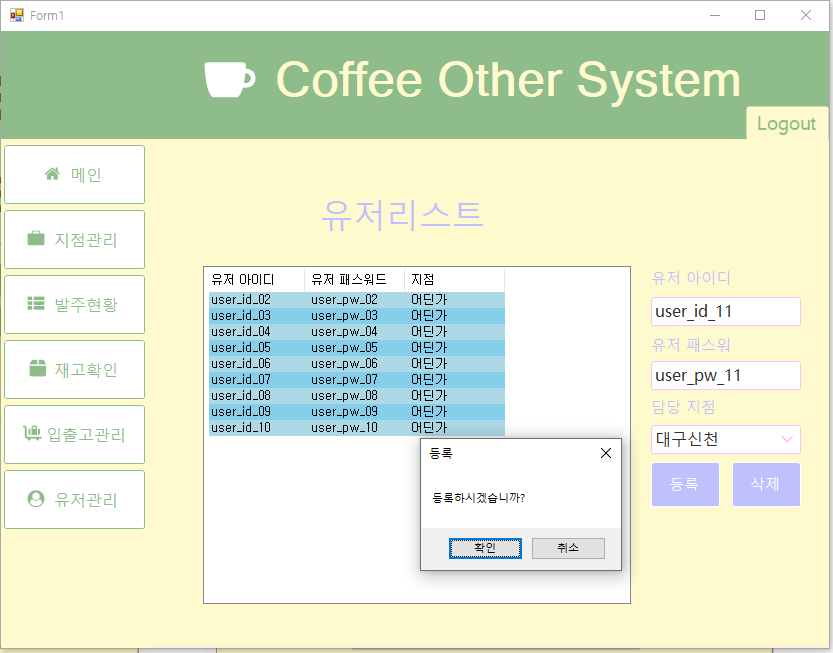 Form1
Coffee Other System
Logout
메인
지점관리
발주현황
재고확인
입출고관리
유저관리
유저리스트
유저 아이디 유저 패스워드 지점
user_id_02 user_pw_02 어딘가
user_id_03 user_pw_03 어딘가
user_id_04 user_pw_04 어딘가
user_id_05 user_pw_05 어딘가
user_id_06 user_pw_06 어딘가
user_id_07 user_pw_07 어딘가
user_id_08 user_pw_08 어딘가
user_id_09 user_pw_09 어딘가
user_id_10 user_pw_10 어딘가
유저 아이디
user_id_11
유저 패스워
user_pw_11
담당 지점
대구신천
등록 삭제
등록
등록하시겠습니까?
확인 취소